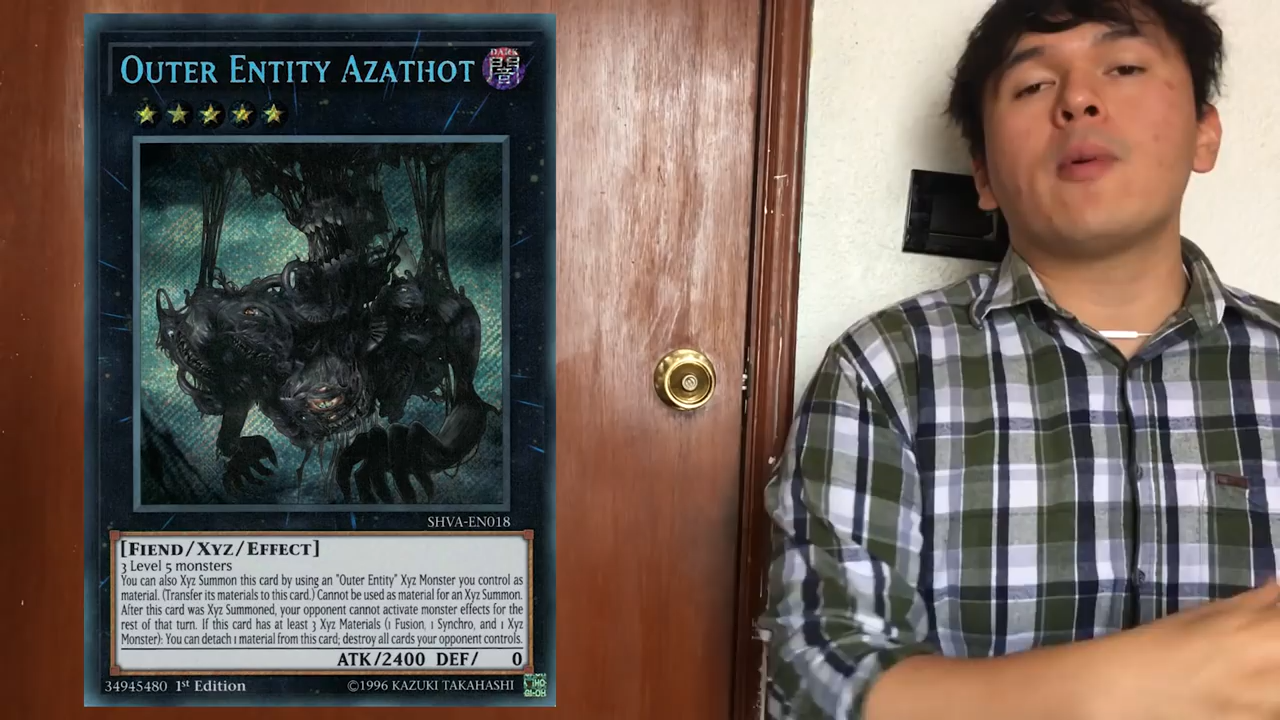 OUTER ENTITY AZATHOT
DARK
闇
SHVA-EN018
[FIEND/XYZ/EFFECT]
3 Level 5 monsters
You can also Xyz Summon this card by using an "Outer Entity" Xyz Monster you control as
material. (Transfer its materials to this card.) Cannot be used as material for an Xyz Summon.
After this card was Xyz Summoned, your opponent cannot activate monster effects for the
rest of that turn. If this card has at least 3 Xyz Materials (1 Fusion, 1 Synchro, and 1 Xyz
Monster): You can detach 1 material from this card; destroy all cards your opponent controls.
ATK/2400 DEF/ 0
34945480 1st Edition ©1996 KAZUKI TAKAHASHI